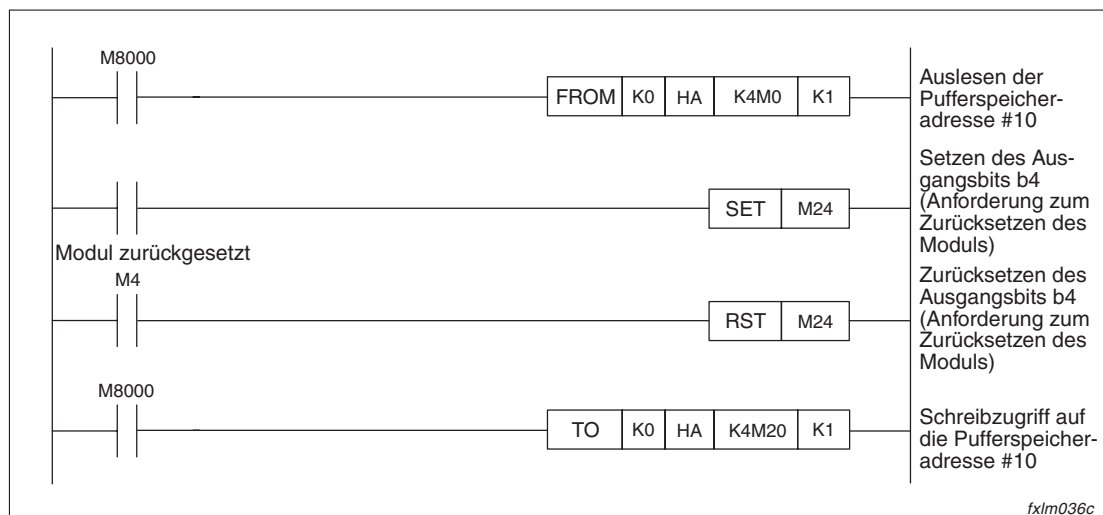 M8000
FROM K0 HA K4M0 K1
Auslesen der
Pufferspeicher-
adresse #10
SET M24
Setzen des Aus-
gangsbits b4
(Anforderung zum
Zurücksetzen des
Moduls)
Modul zurückgesetzt
M4
RST M24
Zurücksetzen des
Ausgangsbits b4
(Anforderung zum
Zurücksetzen des
Moduls)
M8000
TO K0 HA K4M20 K1
Schreibzugriff auf
die Pufferspeicher-
adresse #10
fxlm036c